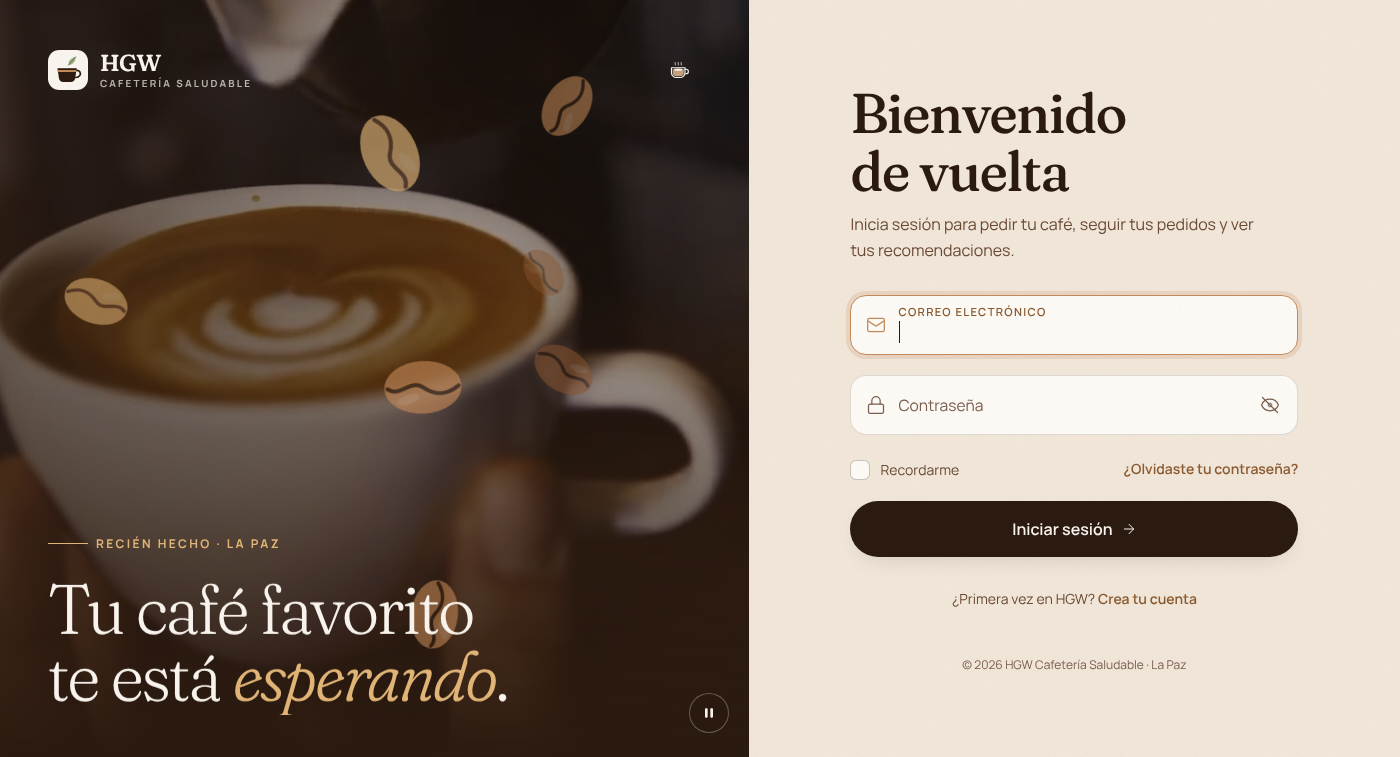 HGW
CAFETERÍA SALUDABLE
RECIÉN HECHO · LA PAZ
Tu café favorito
te está esperando.
Bienvenido
de vuelta
Inicia sesión para pedir tu café, seguir tus pedidos y ver
tus recomendaciones.
CORREO ELECTRÓNICO
Contraseña
Recordarme
¿Olvidaste tu contraseña?
Iniciar sesión
¿Primera vez en HGW? Crea tu cuenta
© 2026 HGW Cafetería Saludable · La Paz